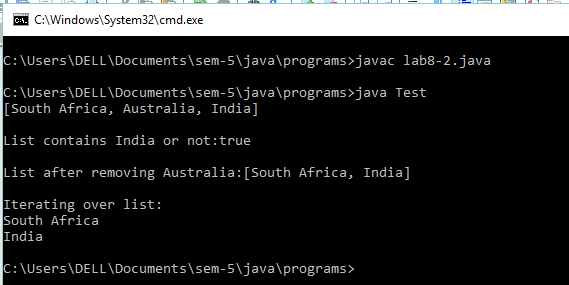 C:\Windows\System32\cmd.exe
C:\Users\DELL\Documents\sem-5\java\programs>javac lab8-2.java
C:\Users\DELL\Documents\sem-5\java\programs>java Test
[South Africa, Australia, India]
List contains India or not:true
List after removing Australia:[South Africa, India]
Iterating over list:
South Africa
India
C:\Users\DELL\Documents\sem-5\java\programs>